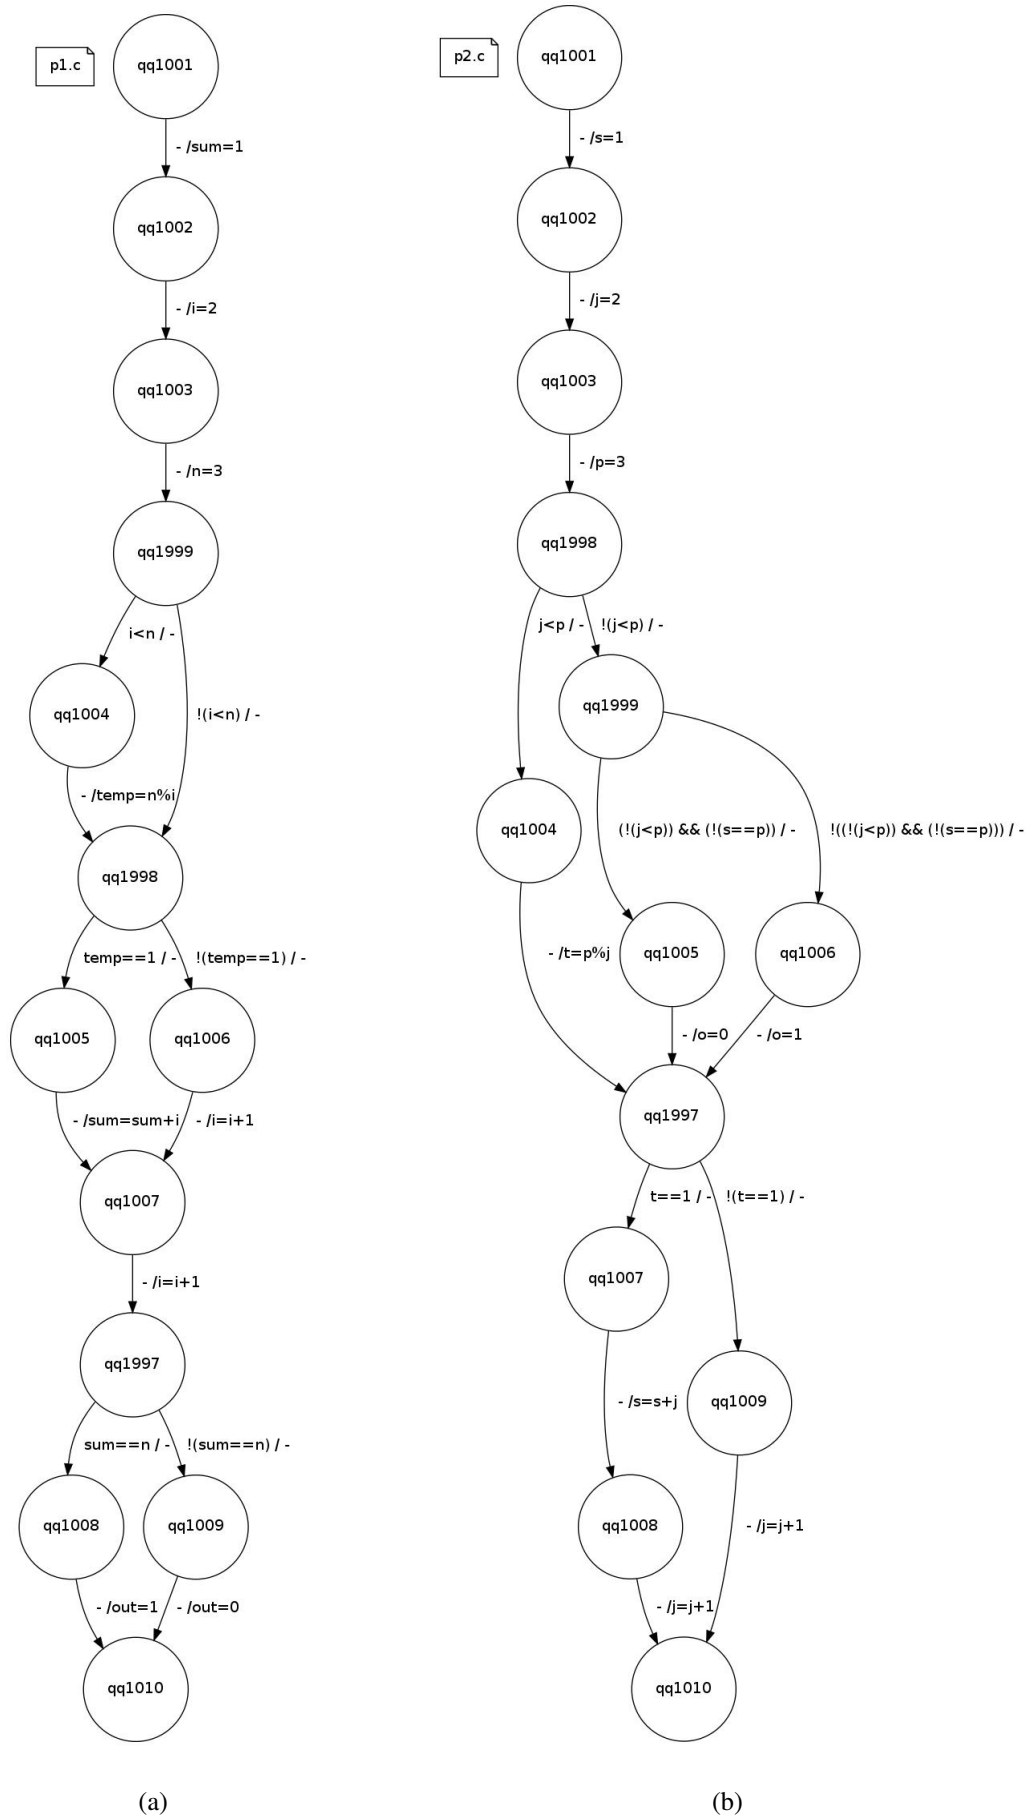 p1.c
qq1001
- /sum=1
qq1002
- /i=2
qq1003
- /n=3
qq1999
i<n / -
!(i<n) / -
qq1004
- /temp=n%i
qq1998
temp==1 / -
!(temp==1) / -
qq1005
qq1006
- /sum=sum+i
- /i=i+1
qq1007
- /i=i+1
qq1997
sum==n / -
!(sum==n) / -
qq1008
qq1009
- /out=1
- /out=0
qq1010
(a)
p2.c
qq1001
- /s=1
qq1002
- /j=2
qq1003
- /p=3
qq1998
j<p / -
!(j<p) / -
qq1999
qq1004
(!(j<p)) && (!(s==p)) / -
!((!(j<p)) && (!(s==p))) / -
- /t=p%j
qq1005
qq1006
- /o=0
- /o=1
qq1997
t==1 / -
!(t==1) / -
qq1007
- /s=s+j
qq1009
qq1008
- /j=j+1
- /j=j+1
qq1010
(b)